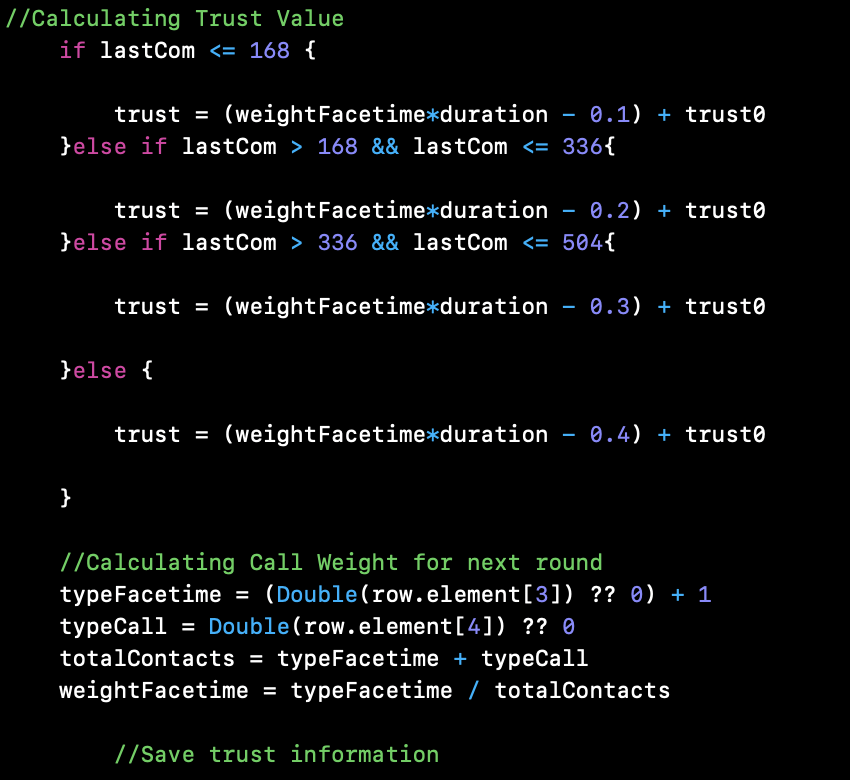 //Calculating Trust Value
if lastCom <= 168 {
trust = (weightFacetime*duration - 0.1) + trust0
}else if lastCom > 168 && lastCom <= 336{
trust = (weightFacetime*duration - 0.2) + trust0
}else if lastCom > 336 && lastCom <= 504{
trust = (weightFacetime*duration - 0.3) + trust0
}else {
trust = (weightFacetime*duration - 0.4) + trust0
}
//Calculating Call Weight for next round
typeFacetime = (Double(row.element[3]) ?? 0) + 1
typeCall = Double(row.element[4]) ?? 0
totalContacts = typeFacetime + typeCall
weightFacetime = typeFacetime / totalContacts
//Save trust information